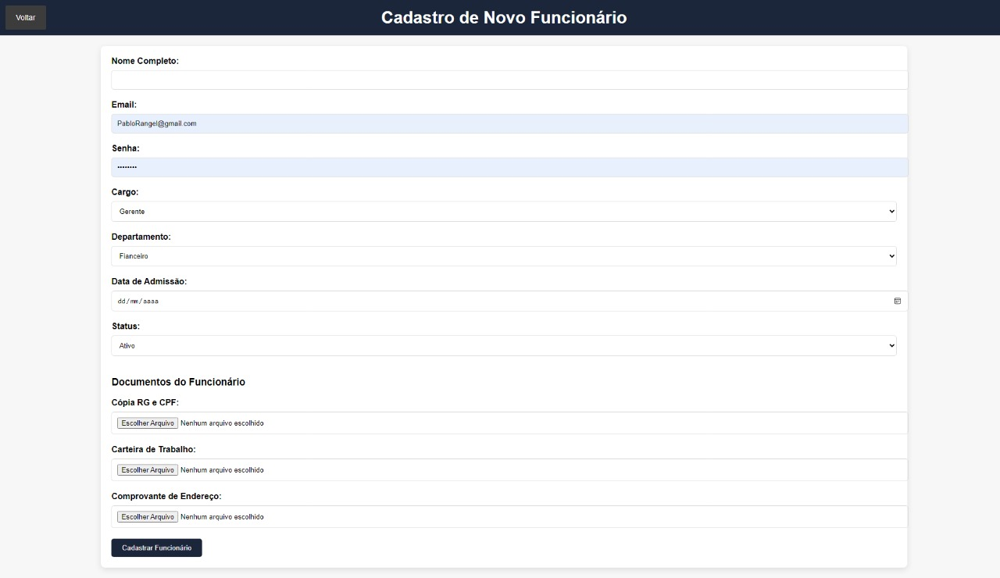 Voltar
Cadastro de Novo Funcionário
Nome Completo:
Email:
PabloRangel@gmail.com
Senha:
••••••••
Cargo:
Gerente
Departamento:
Fianceiro
Data de Admissão:
dd/mm/aaaa
Status:
Ativo
Documentos do Funcionário
Cópia RG e CPF:
Escolher Arquivo Nenhum arquivo escolhido
Carteira de Trabalho:
Escolher Arquivo Nenhum arquivo escolhido
Comprovante de Endereço:
Escolher Arquivo Nenhum arquivo escolhido
Cadastrar Funcionário